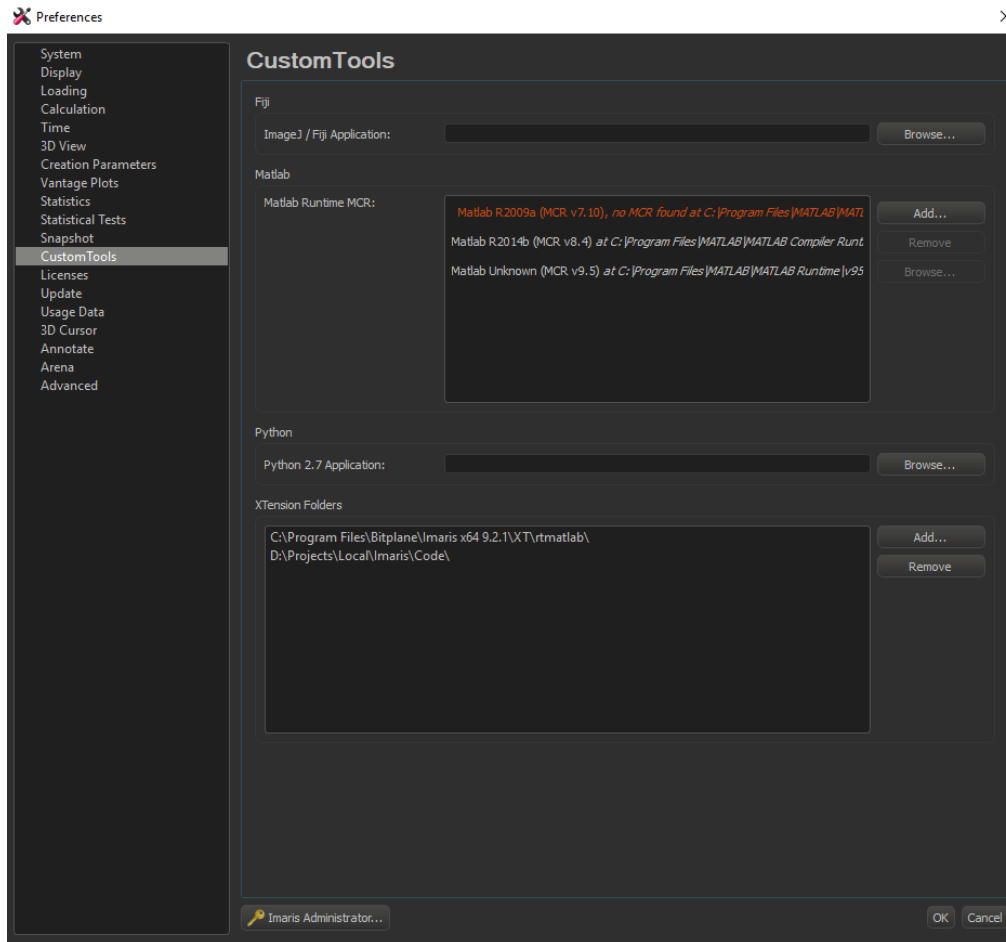 Preferences
System
Display
Loading
Calculation
Time
3D View
Creation Parameters
Vantage Plots
Statistics
Statistical Tests
Snapshot
CustomTools
Licenses
Update
Usage Data
3D Cursor
Annotate
Arena
Advanced
CustomTools
Fiji
ImageJ / Fiji Application:
Browse...
Matlab
Matlab Runtime MCR:
Matlab R2009a (MCR v7.10), no MCR found at C:\Program Files\MATLAB\MATL
Matlab R2014b (MCR v8.4) at C:\Program Files\MATLAB\MATLAB Compiler Runt
Matlab Unknown (MCR v9.5) at C:\Program Files\MATLAB\MATLAB Runtime\v95
Add...
Remove
Browse...
Python
Python 2.7 Application:
Browse...
XTension Folders
C:\Program Files\Bitplane\Imaris x64 9.2.1\XT\rtmatlab\
D:\Projects\Local\Imaris\Code\
Add...
Remove
Imaris Administrator...
OK
Cancel